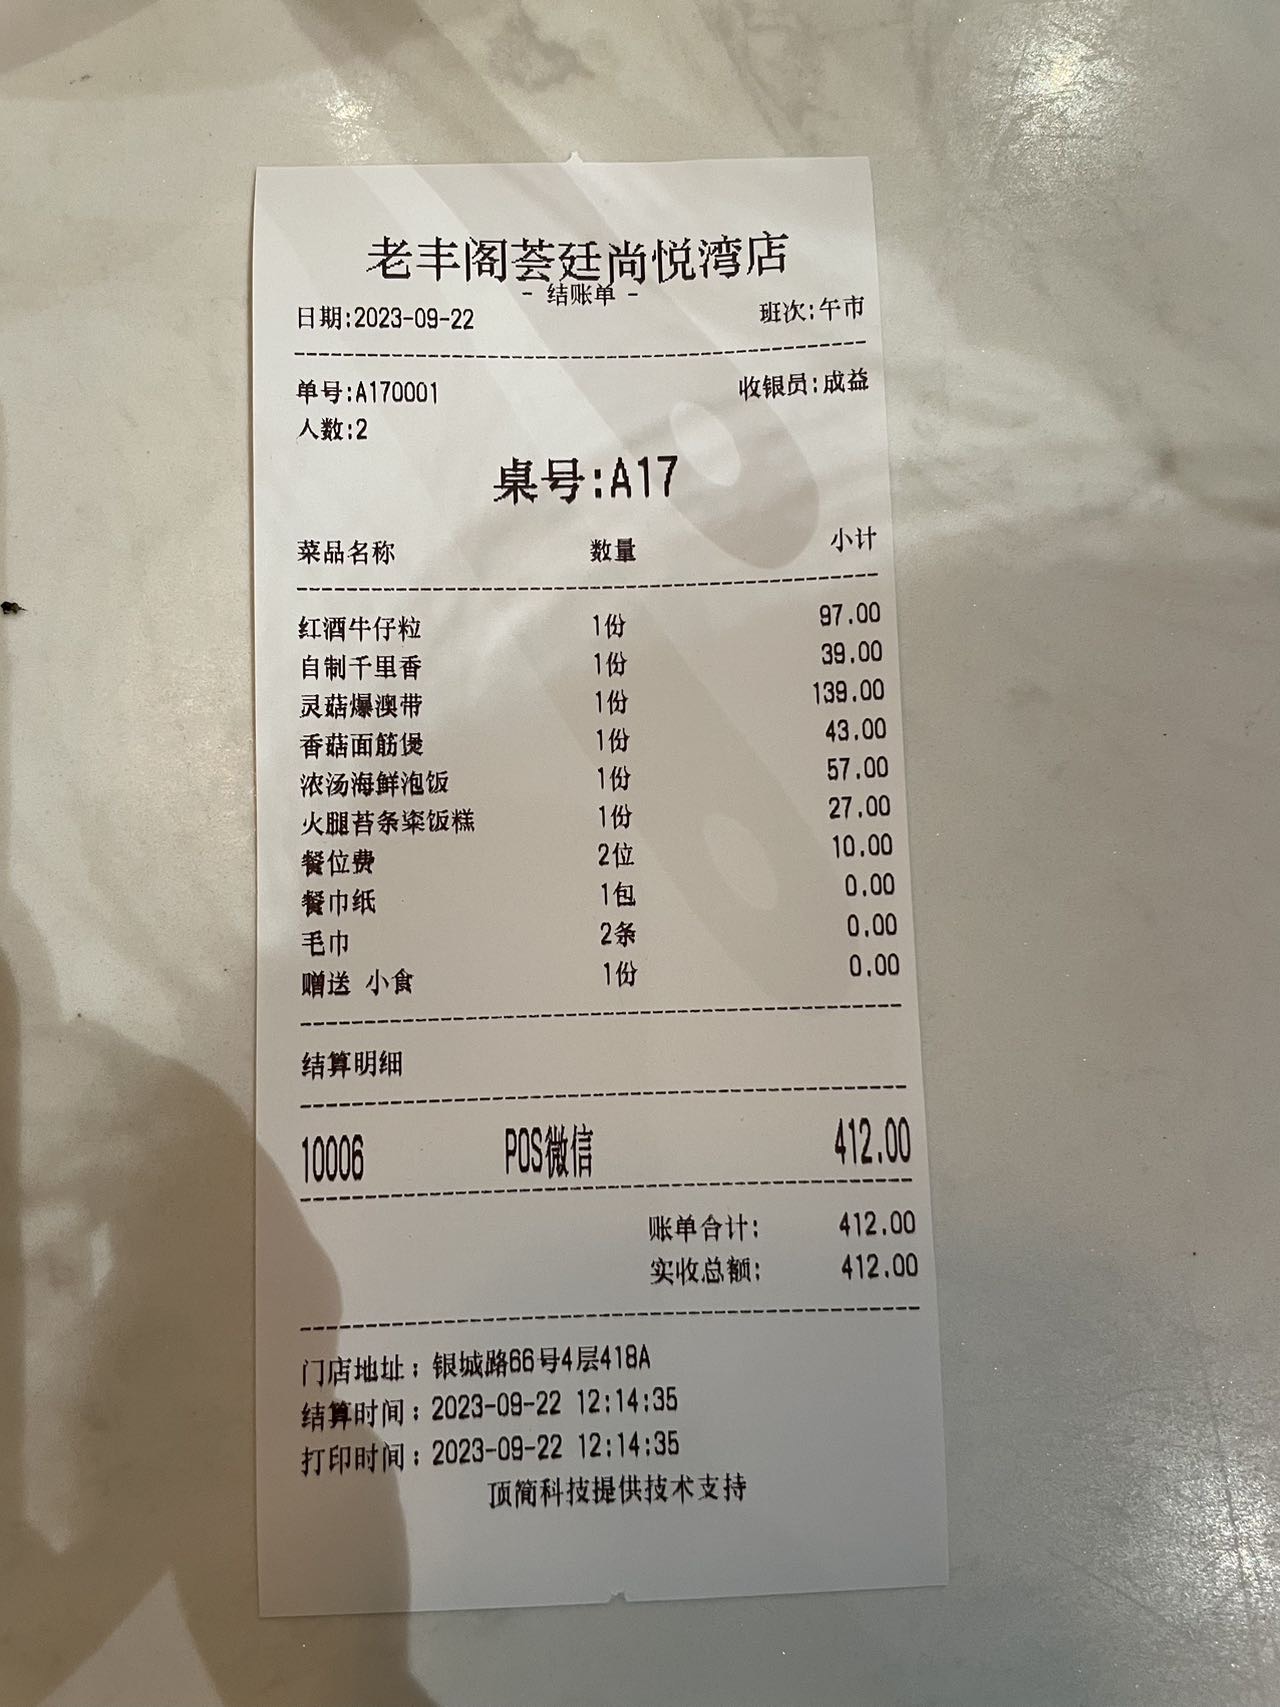 老丰阁荟廷尚悦湾店
- 结账单 -
日期:2023-09-22 班次:午市
单号:A170001 收银员:成益
人数:2
桌号:A17
菜品名称 数量 小计
红酒牛仔粒 1份 97.00
自制千里香 1份 39.00
灵菇爆澳带 1份 139.00
香菇面筋煲 1份 43.00
浓汤海鲜泡饭 1份 57.00
火腿苔条粢饭糕 1份 27.00
餐位费 2位 10.00
餐巾纸 1包 0.00
毛巾 2条 0.00
赠送 小食 1份 0.00
结算明细
10006 POS微信 412.00
账单合计: 412.00
实收总额: 412.00
门店地址：银城路66号4层418A
结算时间：2023-09-22 12:14:35
打印时间：2023-09-22 12:14:35
顶简科技提供技术支持